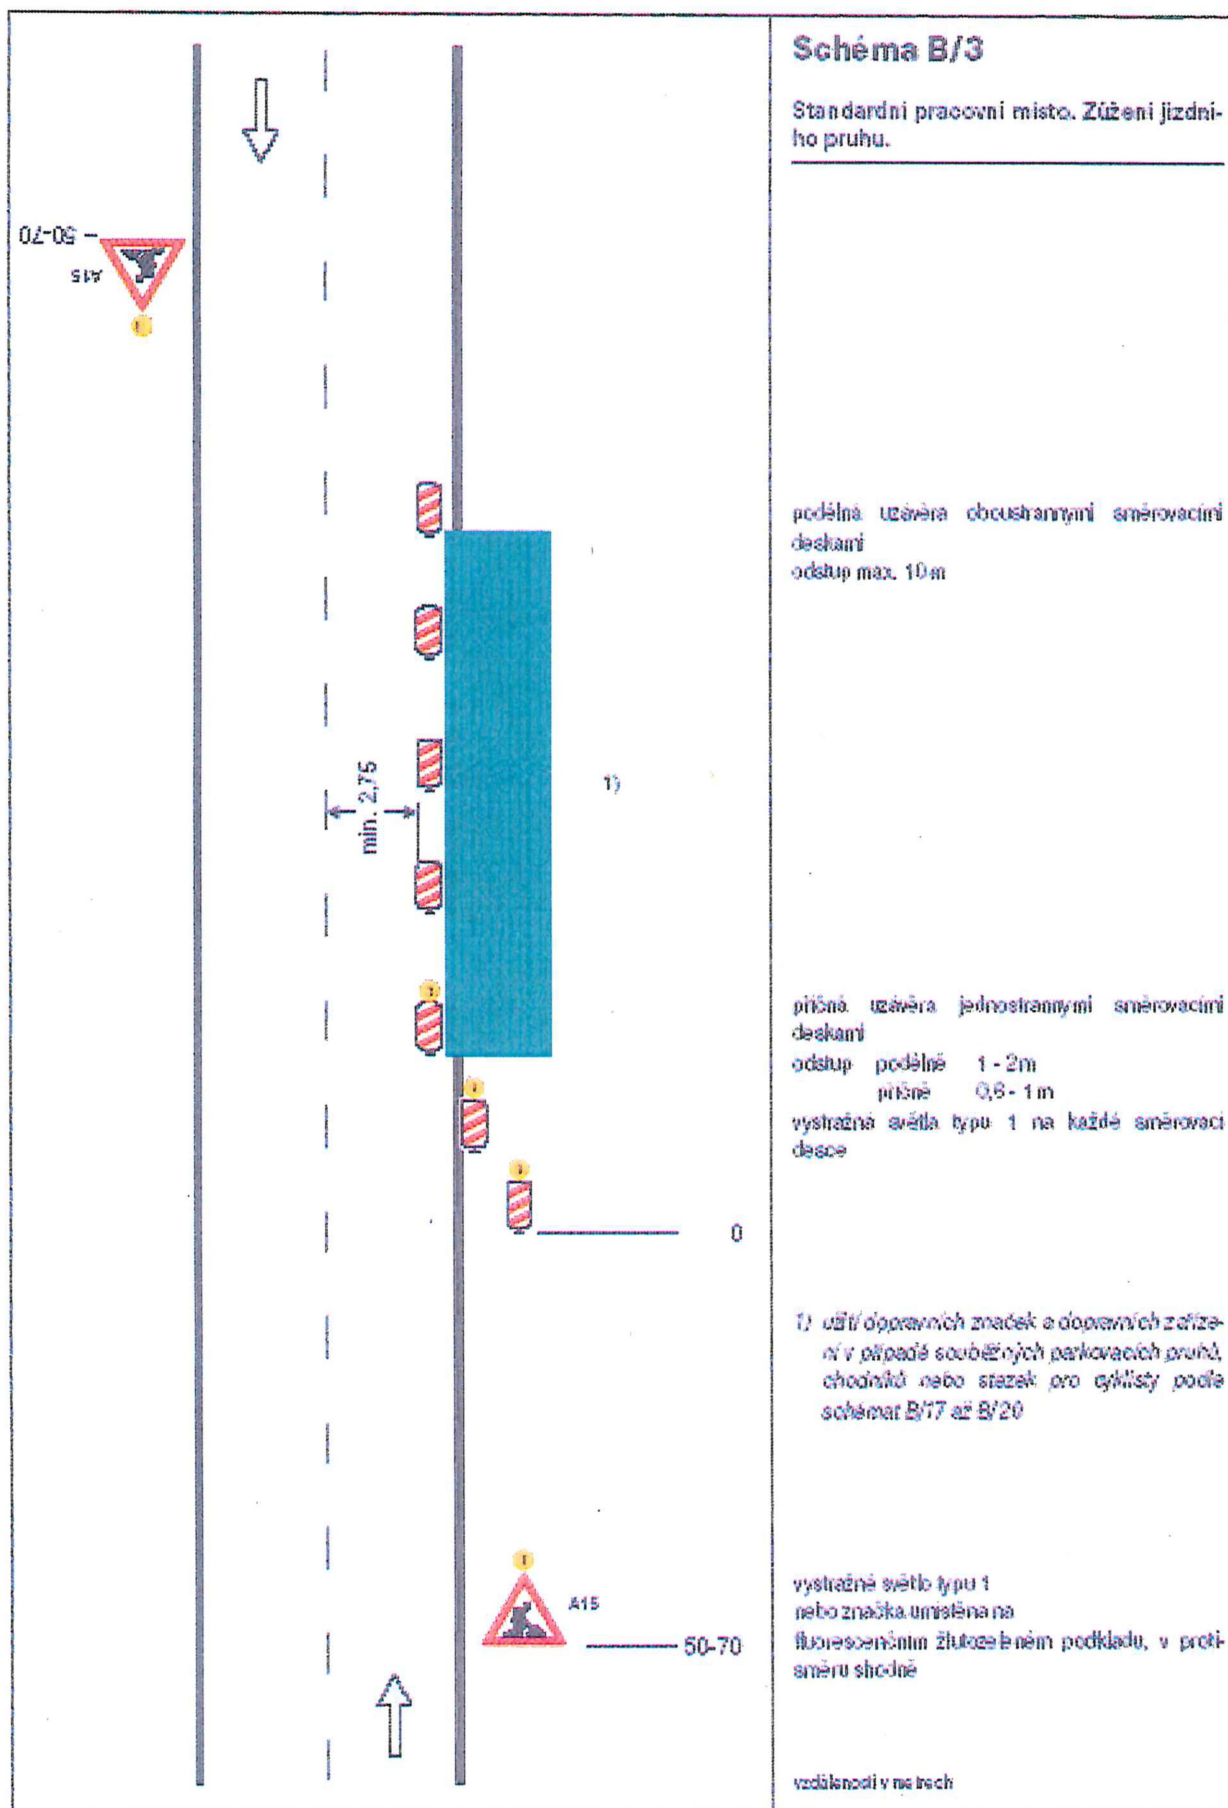 Schéma B/3
Standardní pracovní místo. Zúžení jízdní-
ho pruhu.
50-70
A15
podélná uzávěra oboustrannými směrovacími
deskami
odstup max. 10 m
min. 2,75
1)
příčná uzávěra jednostrannými směrovacími
deskami
odstup podélně 1 - 2 m
příčně 0,6 - 1 m
výstražná světla typu 1 na každé směrovací
desce
0
1) užití dopravních značek a dopravních zaříze-
ní v případě souběžných parkovacích pruhů,
chodníků nebo stezek pro cyklisty podle
schémat B/17 až B/20
1
A15
50-70
výstražné světlo typu 1
nebo značka umístěna na
fluorescenčním žlutozeleném podkladu, v proti-
směru shodně
vzdálenosti v metrech